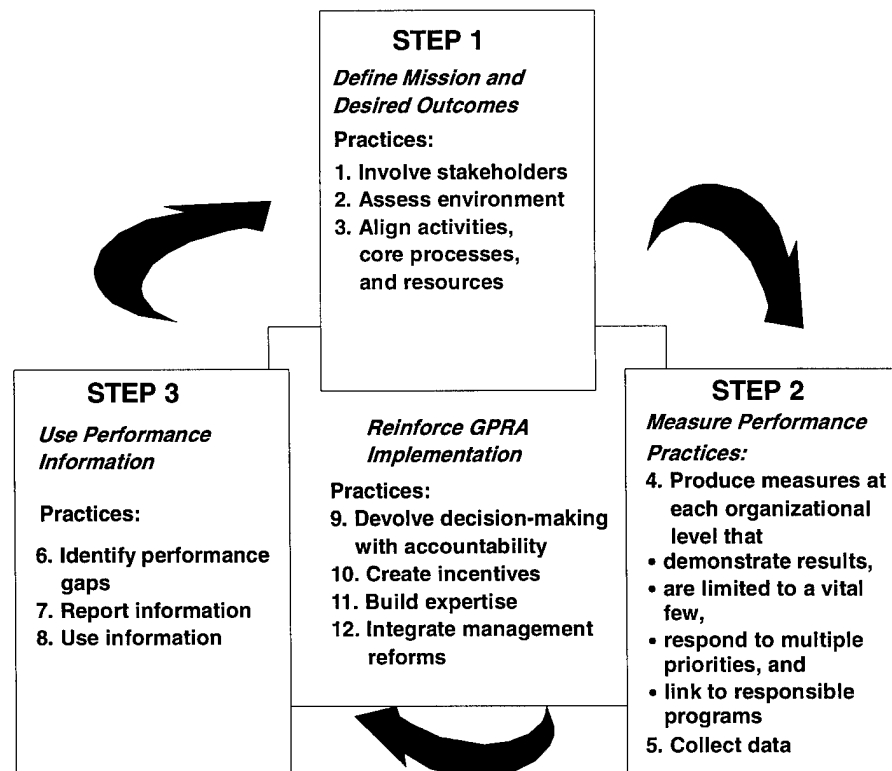 STEP 1
Define Mission and
Desired Outcomes
Practices:
1. Involve stakeholders
2. Assess environment
3. Align activities,
core processes,
and resources
STEP 2
Measure Performance
Practices:
4. Produce measures at
each organizational
level that
• demonstrate results,
• are limited to a vital
few,
• respond to multiple
priorities, and
• link to responsible
programs
5. Collect data
STEP 3
Use Performance
Information
Practices:
6. Identify performance
gaps
7. Report information
8. Use information
Reinforce GPRA
Implementation
Practices:
9. Devolve decision-making
with accountability
10. Create incentives
11. Build expertise
12. Integrate management
reforms